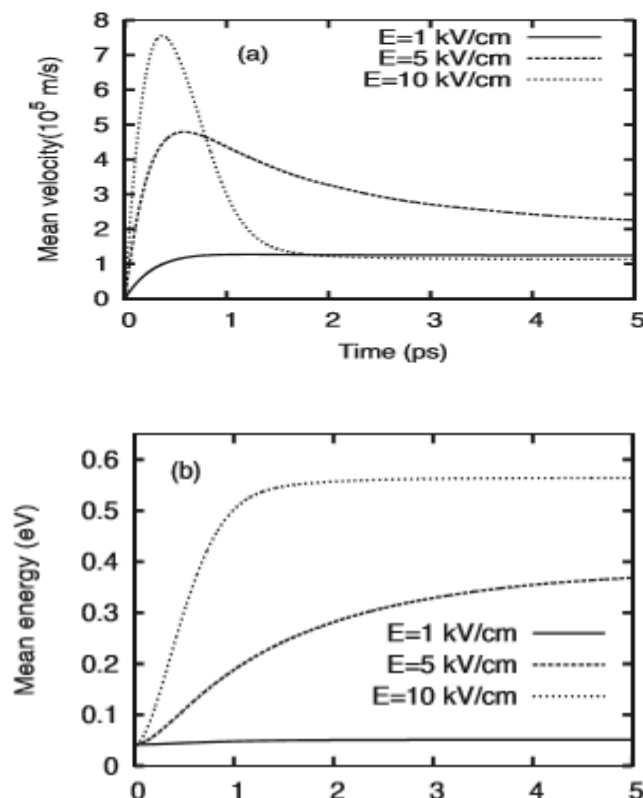 8
7
6
5
4
3
2
1
0
Mean velocity(10⁵ m/s)
(a)
E=1 kV/cm
E=5 kV/cm
E=10 kV/cm
0 1 2 3 4 5
Time (ps)
0.6
0.5
0.4
0.3
0.2
0.1
0
Mean energy (eV)
(b)
E=1 kV/cm
E=5 kV/cm
E=10 kV/cm
0 1 2 3 4 5